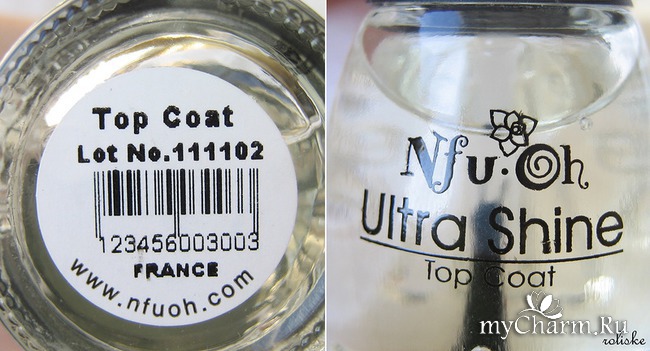 Top Coat
Lot No.111102
123456003003
FRANCE
www.nfuoh.com
Nfu·Oh
Ultra Shine
Top Coat
myCharm.Ru
roliske